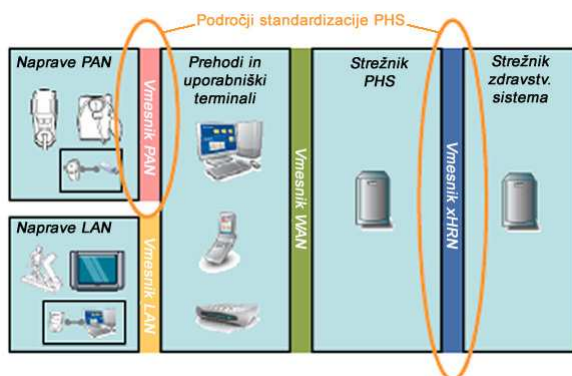 Področji standardizacije PHS
Naprave PAN
Vmesnik PAN
Prehodi in
uporabniški
terminali
Vmesnik WAN
Strežnik
PHS
Vmesnik xHRN
Strežnik
zdravstv.
sistema
Naprave LAN
Vmesnik LAN